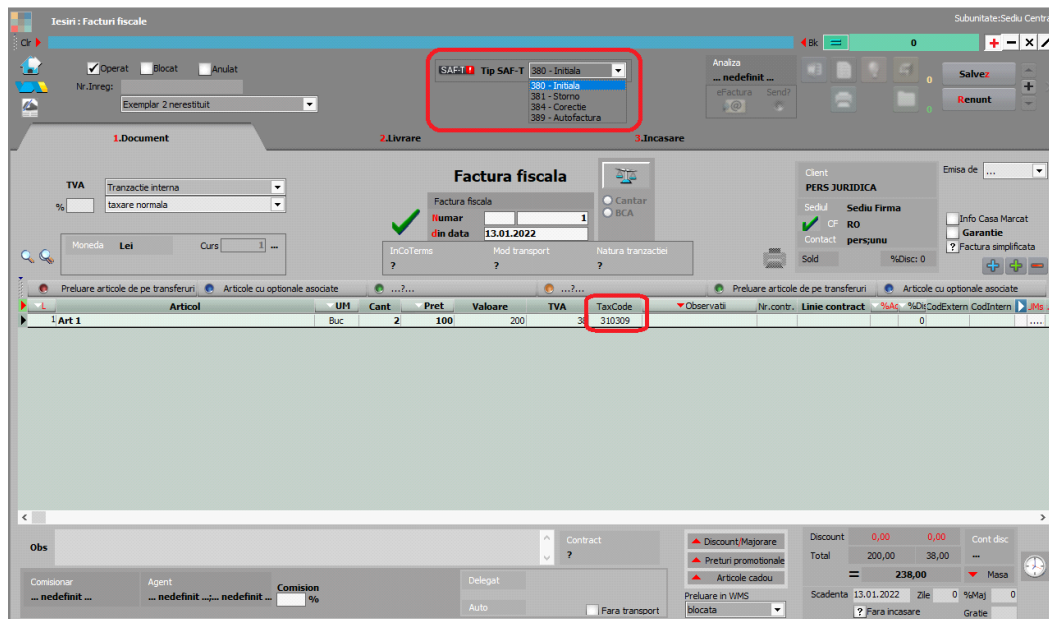 Iesiri : Facturi fiscale
Subunitate:Sediu Centra
Clr
Bk
0
Operat Blocat Anulat
SAF-T Tip SAF-T 380 - Initiala
380 - Initiala
381 - Storno
384 - Corectie
389 - Autofactura
Analiza
... nedefinit ...
eFactura Send?
0
0
Salvez
Renunt
Nr.Inreg:
Exemplar 2 nerestituit
1.Document
2.Livrare
3.Incasare
TVA Tranzactie interna
% taxare normala
Factura fiscala
Factura fiscala
Numar 1
din data 13.01.2022
Cantar
BCA
Client
PERS JURIDICA
Sediul Sediu Firma
CF RO
Contact persunu
Sold %Disc: 0
Emisa de ...
Info Casa Marcat
Garantie
? Factura simplificata
Moneda Lei Curs 1 ...
InCoTerms Mod transport Natura tranzactiei
? ? ?
Preluare articole de pe transferuri Articole cu optionale asociate ...?... ...?... Preluare articole de pe transferuri Articole cu optionale asociate
L Articol UM Cant Pret Valoare TVA TaxCode Observatii Nr.contr. Linie contract %Ac %Dis CodExtern CodIntern JMs
1 Art 1 Buc 2 100 200 38 310309 0 ....
Obs
Contract
?
Discount/Majorare
Preturi promotionale
Articole cadou
Discount 0,00 0,00 Cont disc
Total 200,00 38,00 ...
= 238,00 Masa
Comisionar
... nedefinit ...
Agent
... nedefinit ...;... nedefinit ...
Comision
%
Delegat
Auto
Fara transport
Preluare in WMS
blocata
Scadenta 13.01.2022 Zile 0 %Maj 0
? Fara incasare Gratie